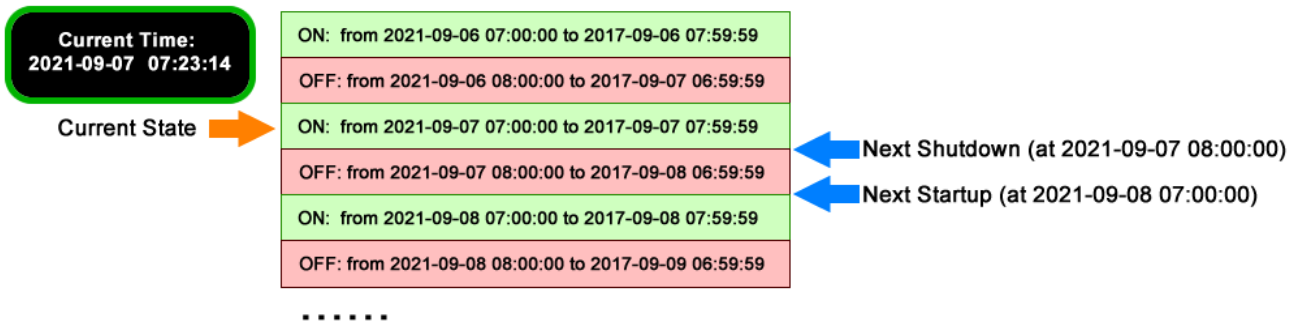 Current Time:
2021-09-07 07:23:14
ON: from 2021-09-06 07:00:00 to 2017-09-06 07:59:59
OFF: from 2021-09-06 08:00:00 to 2017-09-07 06:59:59
Current State
ON: from 2021-09-07 07:00:00 to 2017-09-07 07:59:59
Next Shutdown (at 2021-09-07 08:00:00)
OFF: from 2021-09-07 08:00:00 to 2017-09-08 06:59:59
Next Startup (at 2021-09-08 07:00:00)
ON: from 2021-09-08 07:00:00 to 2017-09-08 07:59:59
OFF: from 2021-09-08 08:00:00 to 2017-09-09 06:59:59
......